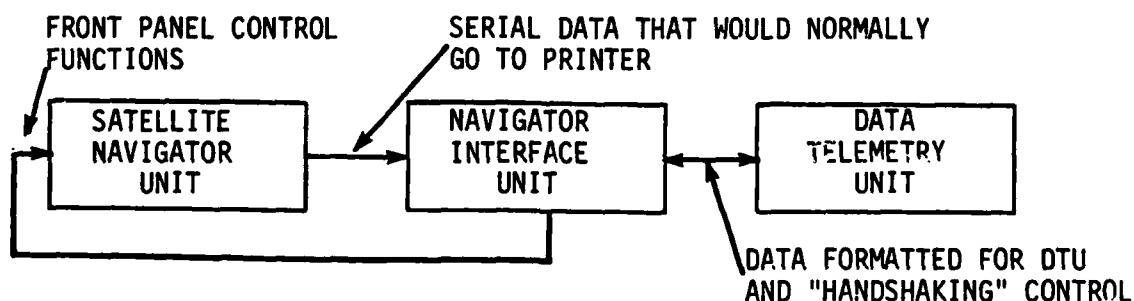 FRONT PANEL CONTROL
FUNCTIONS
SERIAL DATA THAT WOULD NORMALLY
GO TO PRINTER
SATELLITE
NAVIGATOR
UNIT
NAVIGATOR
INTERFACE
UNIT
DATA
TELEMETRY
UNIT
DATA FORMATTED FOR DTU
AND "HANDSHAKING" CONTROL